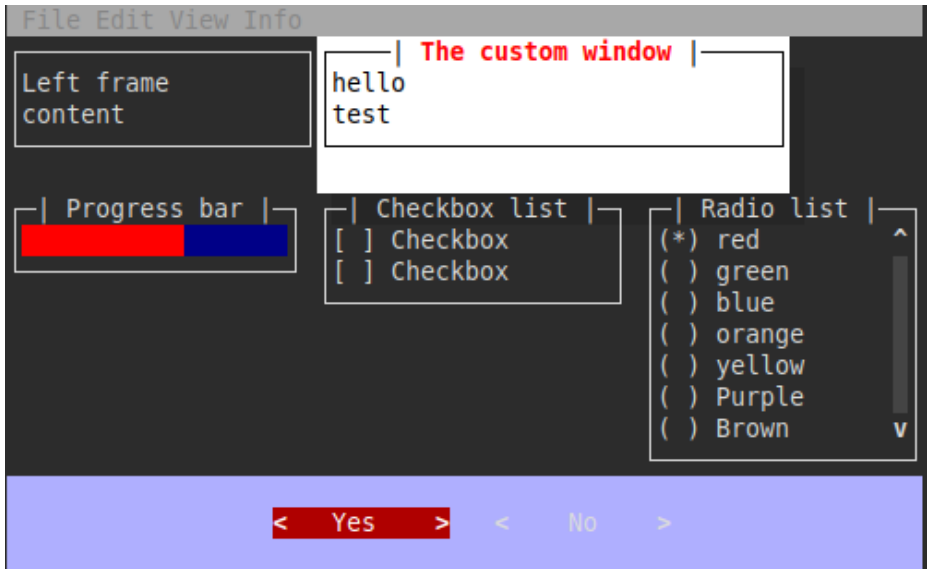 File Edit View Info
| The custom window |
Left frame
content
hello
test
| Progress bar |
| Checkbox list |
[ ] Checkbox
[ ] Checkbox
| Radio list |
(*) red ^
( ) green
( ) blue
( ) orange
( ) yellow
( ) Purple
( ) Brown v
< Yes > < No >